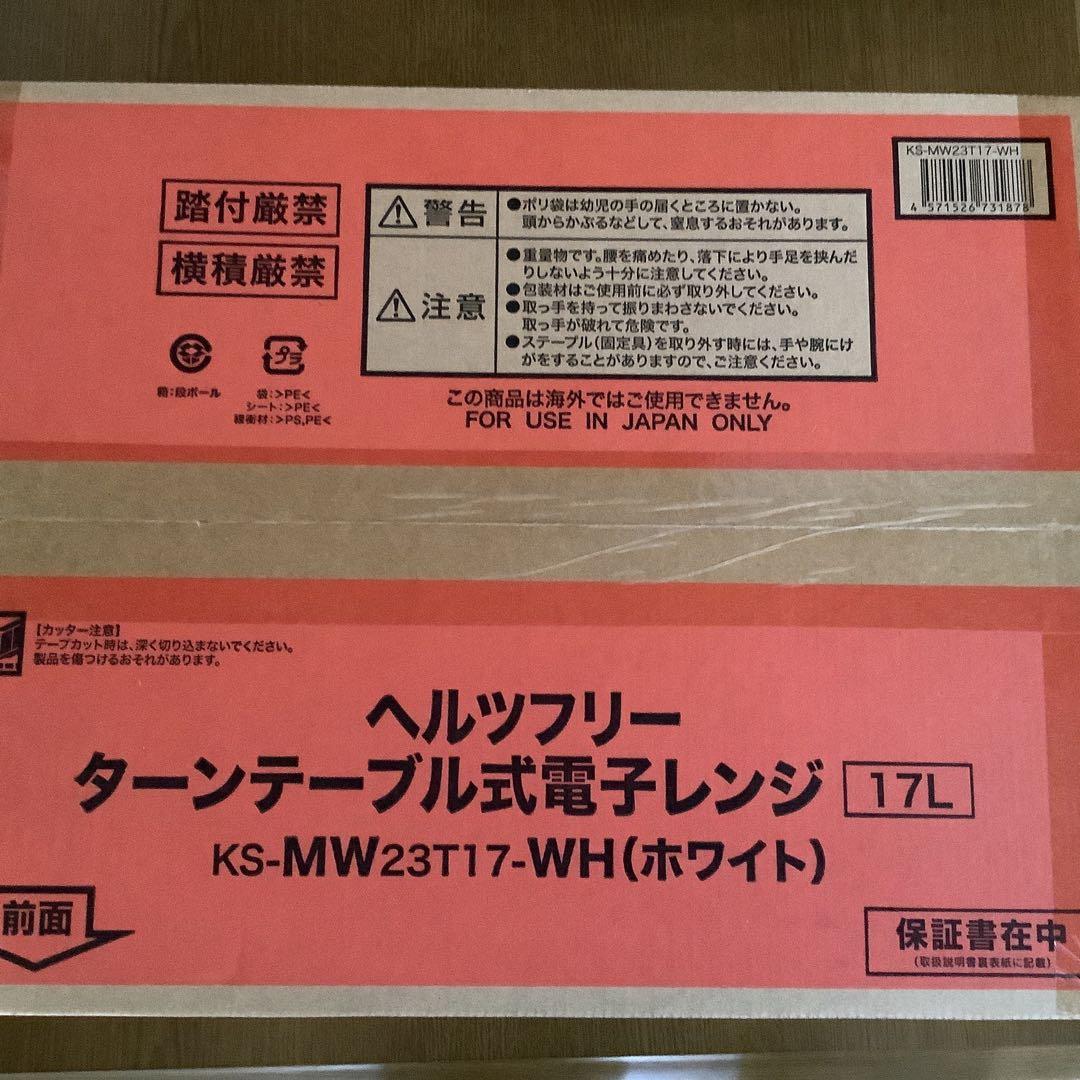 KS-MW23T17-WH
4 571526 731878
踏付厳禁
横積厳禁
警告
●ポリ袋は幼児の手の届くところに置かない。
頭からかぶるなどして、窒息するおそれがあります。
注意
●重量物です。腰を痛めたり、落下により手足を挟んだ
りしないよう十分に注意してください。
●包装材はご使用前に必ず取り外してください。
●取っ手を持って振りまわさないでください。
取っ手が破れて危険です。
●ステープル(固定具)を取り外す時には、手や腕にけ
がをすることがありますので、ご注意ください。
プラ
箱:段ボール
袋:>PE<
シート:>PE<
緩衝材:>PS,PE<
この商品は海外ではご使用できません。
FOR USE IN JAPAN ONLY
【カッター注意】
テープカット時は、深く切り込まないでください。
製品を傷つけるおそれがあります。
ヘルツフリー
ターンテーブル式電子レンジ 17L
KS-MW23T17-WH(ホワイト)
前面
保証書在中
(取扱説明書裏表紙に記載)